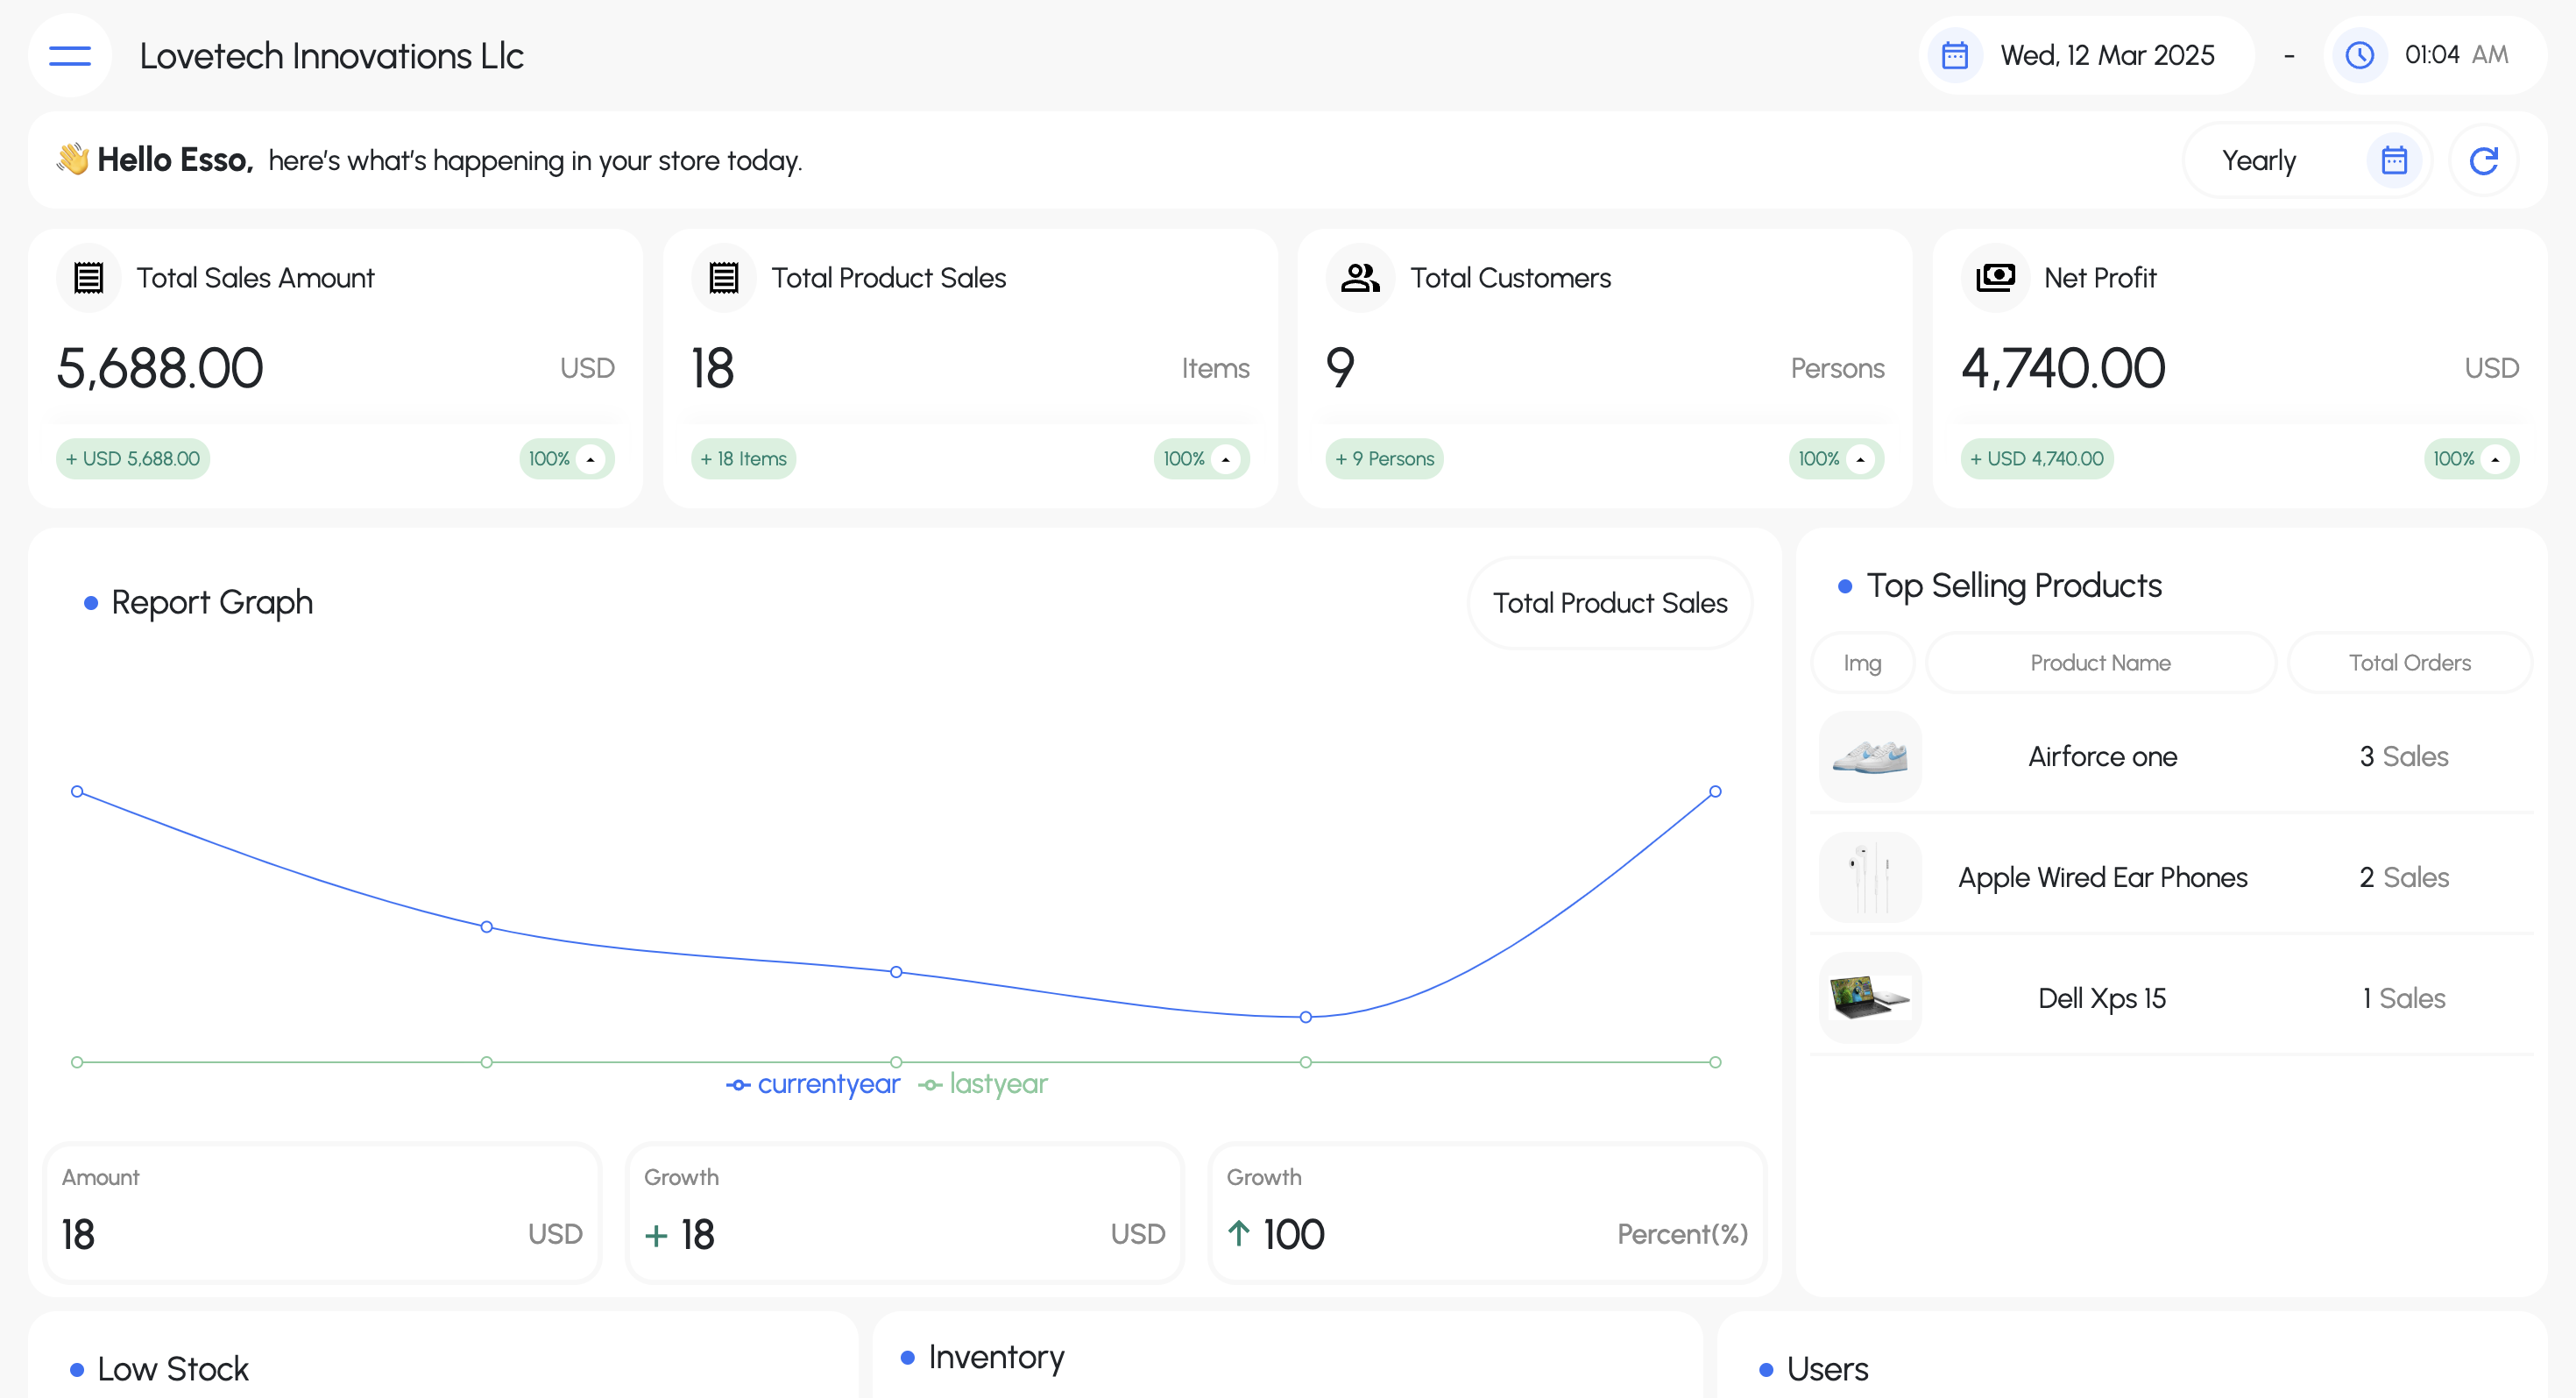 Lovetech Innovations Llc
Wed, 12 Mar 2025 - 01:04 AM
👋 Hello Esso, here's what's happening in your store today.
Yearly
Total Sales Amount
5,688.00 USD
+ USD 5,688.00 100%
Total Product Sales
18 Items
+ 18 Items 100%
Total Customers
9 Persons
+ 9 Persons 100%
Net Profit
4,740.00 USD
+ USD 4,740.00 100%
Report Graph
Total Product Sales
currentyear lastyear
Amount
18 USD
Growth
+ 18 USD
Growth
↑ 100 Percent(%)
Top Selling Products
Img Product Name Total Orders
Airforce one 3 Sales
Apple Wired Ear Phones 2 Sales
Dell Xps 15 1 Sales
Low Stock
Inventory
Users